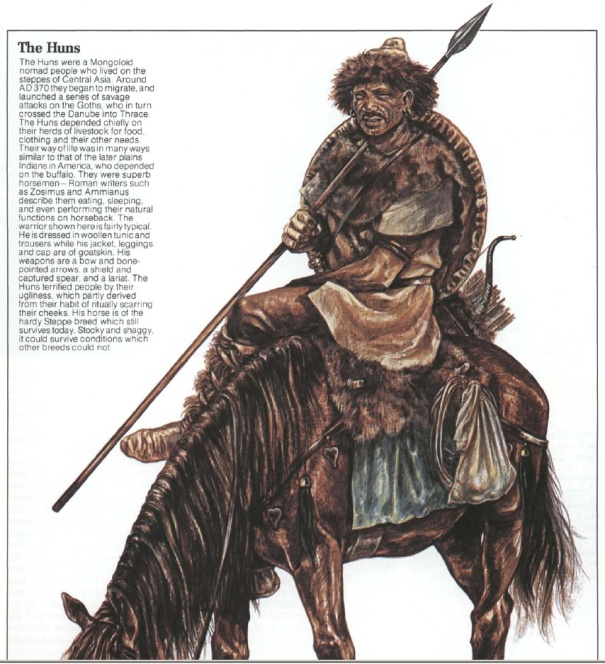 The Huns
The Huns were a Mongoloid
nomad people who lived on the
steppes of Central Asia. Around
AD 370 they began to migrate, and
launched a series of savage
attacks on the Goths, who in turn
crossed the Danube into Thrace.
The Huns depended chiefly on
their herds of livestock for food,
clothing and their other needs.
Their way of life was in many ways
similar to that of the later plains
Indians in America, who depended
on the buffalo. They were superb
horsemen—Roman writers such
as Zosimus and Ammianus
describe them eating, sleeping,
and even performing their natural
functions on horseback. The
warrior shown here is fairly typical.
He is dressed in woollen tunic and
trousers while his jacket, leggings
and cap are of goatskin. His
weapons are a bow and bone-
pointed arrows, a shield and
captured spear, and a lariat. The
Huns terrified people by their
ugliness, which partly derived
from their habit of ritually scarring
their cheeks. His horse is of the
hardy Steppe breed which still
survives today. Stocky and shaggy,
it could survive conditions which
other breeds could not.